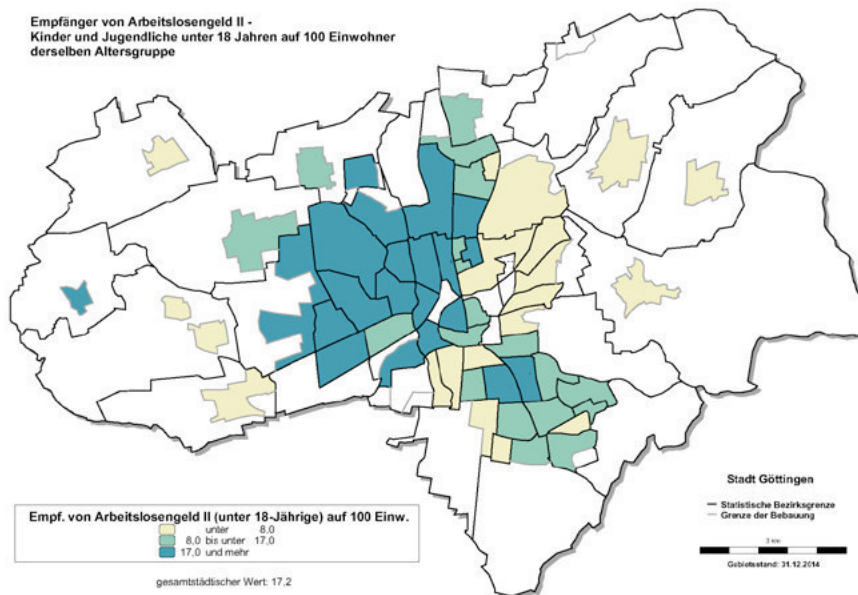 Empfänger von Arbeitslosengeld II -
Kinder und Jugendliche unter 18 Jahren auf 100 Einwohner
derselben Altersgruppe
Stadt Göttingen
Statistische Bezirksgrenze
Grenze der Bebauung
3 km
Gebietsstand: 31.12.2014
Empf. von Arbeitslosengeld II (unter 18-Jährige) auf 100 Einw.
unter 8,0
8,0 bis unter 17,0
17,0 und mehr
gesamtstädtischer Wert: 17,2